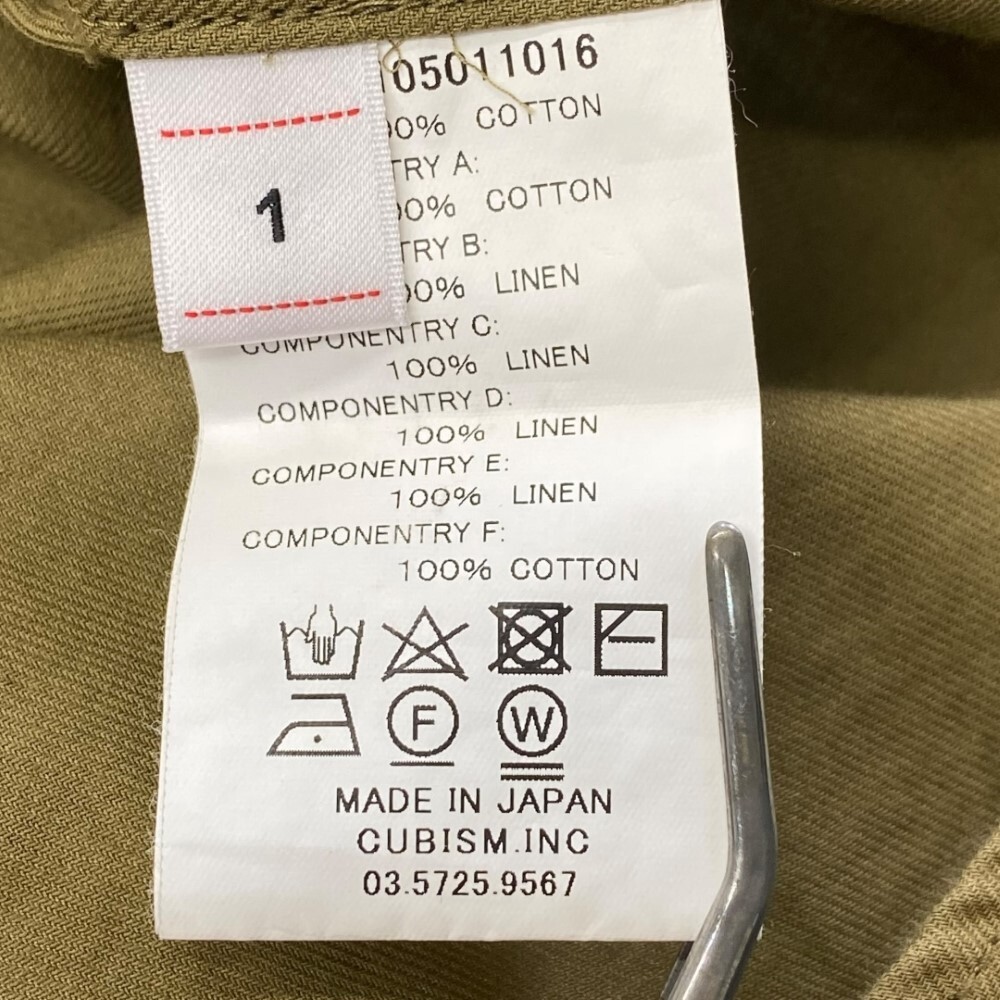 1
05011016
00% COTTON
TRY A:
00% COTTON
TRY B:
00% LINEN
COMPONENTRY C:
100% LINEN
COMPONENTRY D:
100% LINEN
COMPONENTRY E:
100% LINEN
COMPONENTRY F:
100% COTTON
F W
MADE IN JAPAN
CUBISM.INC
03.5725.9567